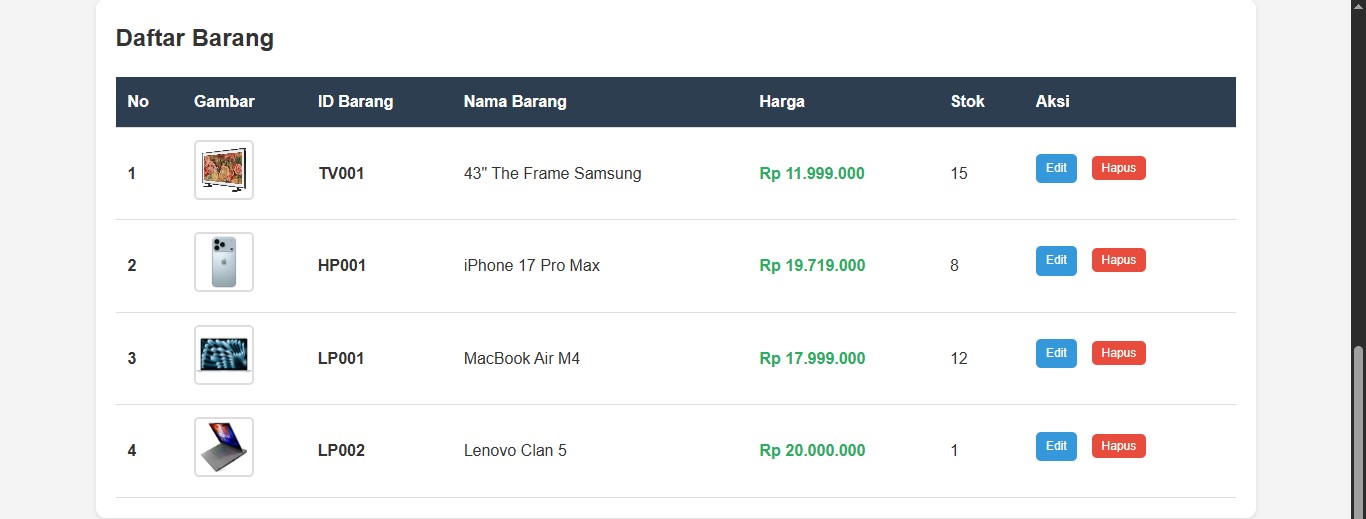 Daftar Barang
No Gambar ID Barang Nama Barang Harga Stok Aksi
1 TV001 43" The Frame Samsung Rp 11.999.000 15 Edit Hapus
2 HP001 iPhone 17 Pro Max Rp 19.719.000 8 Edit Hapus
3 LP001 MacBook Air M4 Rp 17.999.000 12 Edit Hapus
4 LP002 Lenovo Clan 5 Rp 20.000.000 1 Edit Hapus